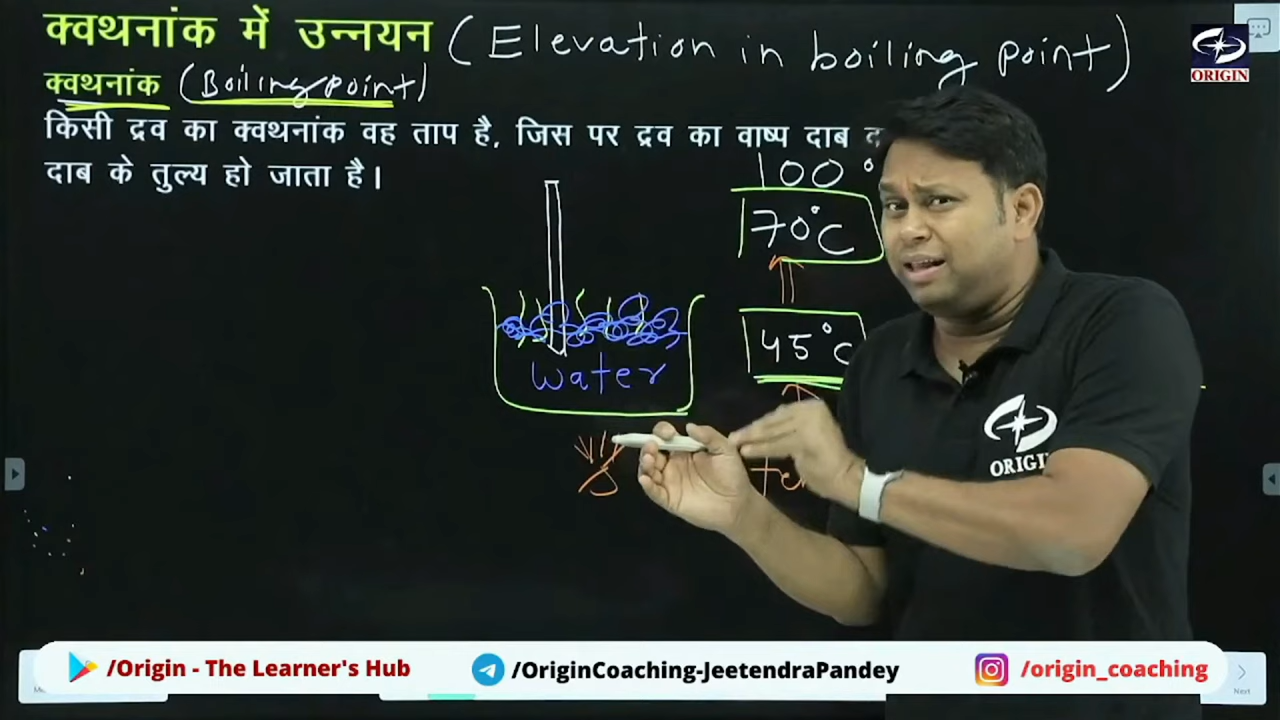 क्वथनांक में उन्नयन (Elevation in boiling point)
ORIGIN
क्वथनांक (Boiling point)
किसी द्रव का क्वथनांक वह ताप है, जिस पर द्रव का वाष्प दाब
दाब के तुल्य हो जाता है।
100°
70°C
45°C
water
ORIGIN
/Origin - The Learner's Hub
/OriginCoaching-JeetendraPandey
/origin_coaching
Next